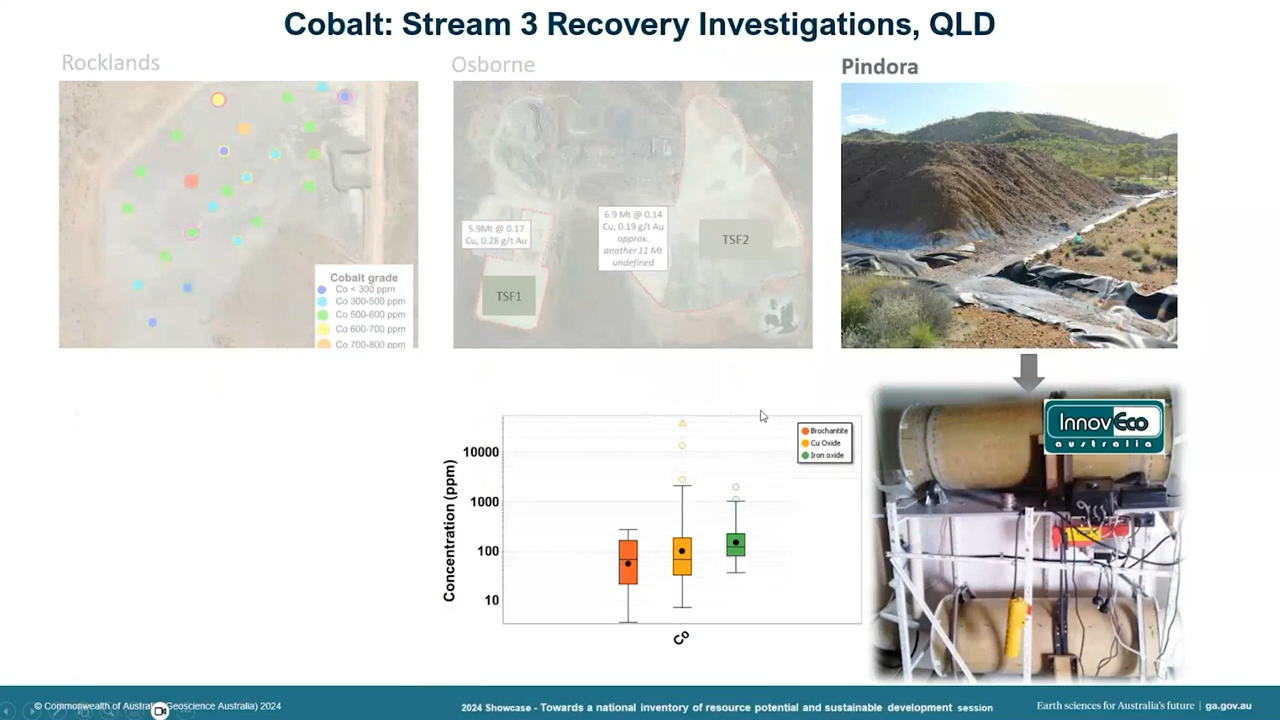 Cobalt: Stream 3 Recovery Investigations, QLD
Rocklands
Cobalt grade
Co < 300 ppm
Co 300-500 ppm
Co 500-600 ppm
Co 600-700 ppm
Co 700-800 ppm
Osborne
5.9Mt @ 0.17
Cu, 0.28 g/t Au
TSF1
6.9 Mt @ 0.14
Cu, 0.19 g/t Au
approx.
another 11 Mt
undefined
TSF2
Pindora
Concentration (ppm)
10000
1000
100
10
Co
Brochantite
Cu Oxide
Iron oxide
InnovEco
australia
© Commonwealth of Australia (Geoscience Australia) 2024
2024 Showcase - Towards a national inventory of resource potential and sustainable development session
Earth sciences for Australia's future | ga.gov.au